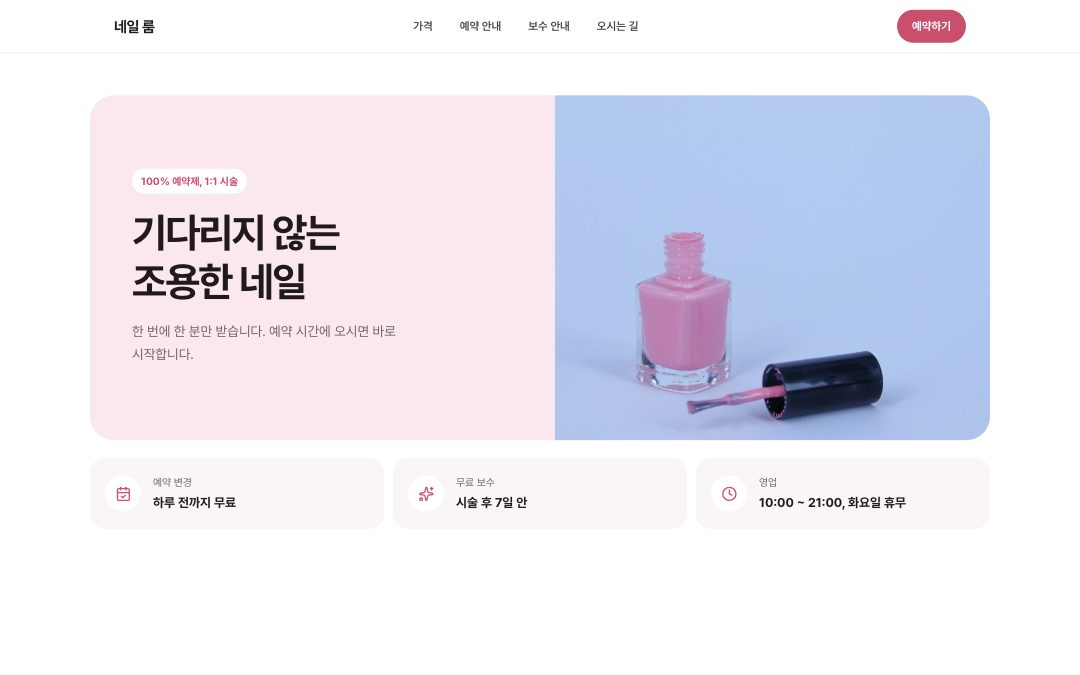 네일 룸
가격
예약 안내
보수 안내
오시는 길
예약하기
100% 예약제, 1:1 시술
기다리지 않는
조용한 네일
한 번에 한 분만 받습니다. 예약 시간에 오시면 바로
시작합니다.
예약 변경
하루 전까지 무료
무료 보수
시술 후 7일 안
영업
10:00 ~ 21:00, 화요일 휴무